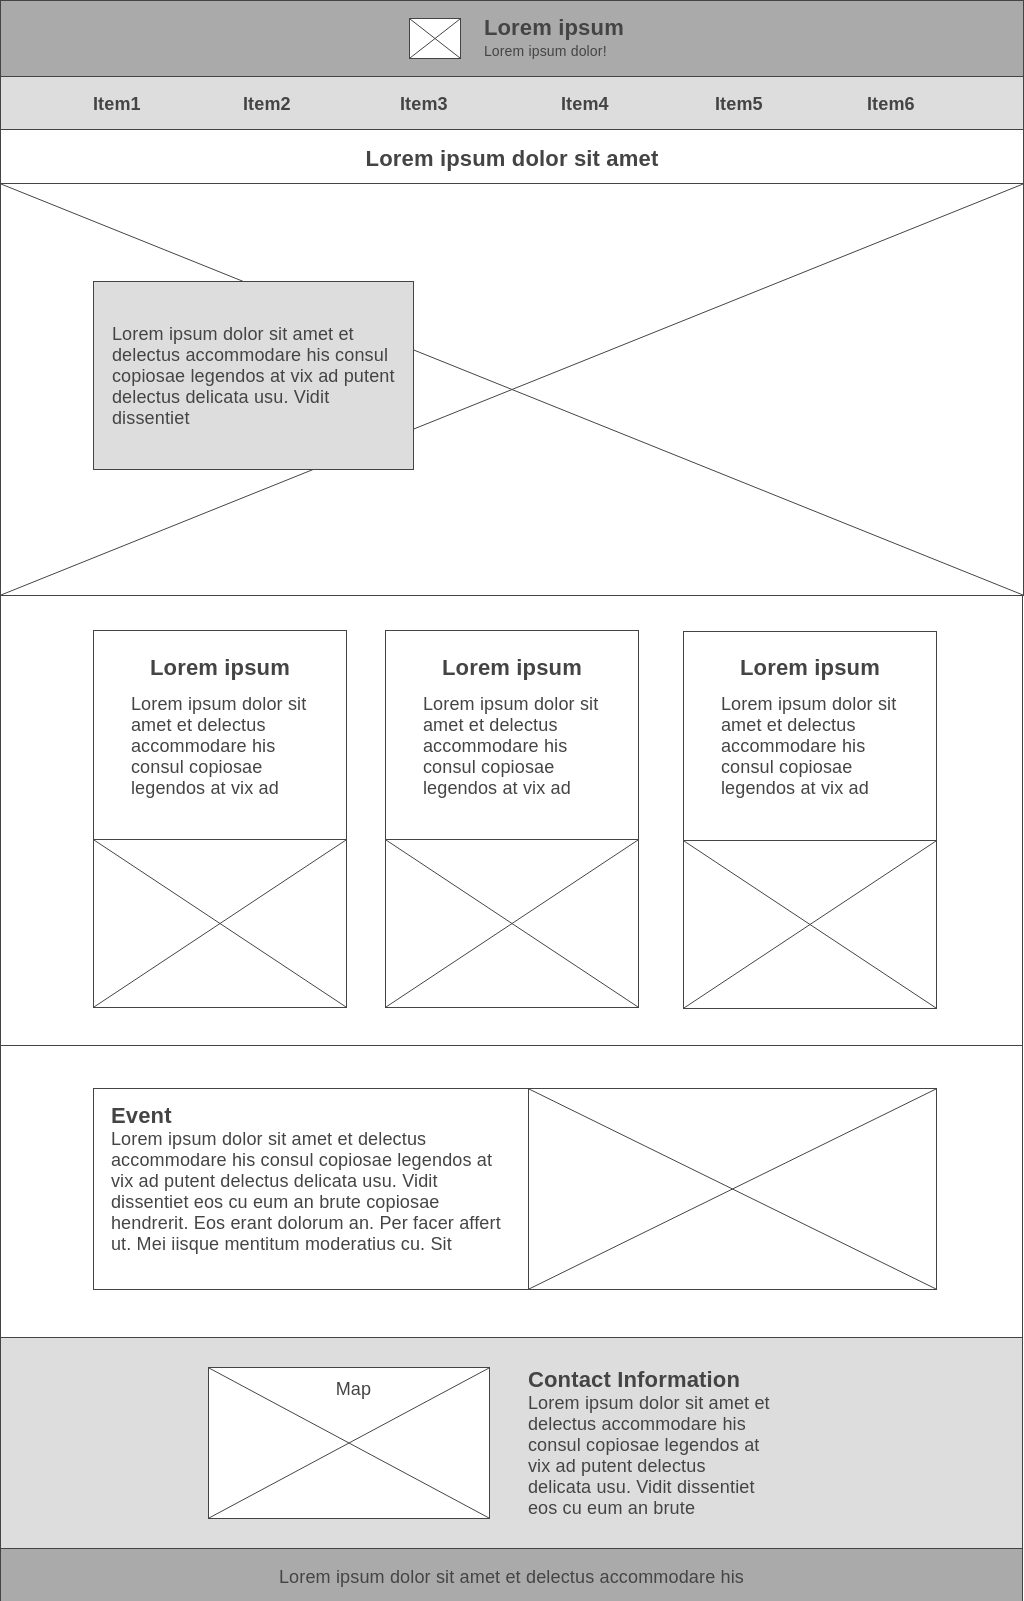 Lorem ipsum
Lorem ipsum dolor!
Item1
Item2
Item3
Item4
Item5
Item6
Lorem ipsum dolor sit amet
Lorem ipsum dolor sit amet et
delectus accommodare his consul
copiosae legendos at vix ad putent
delectus delicata usu. Vidit
dissentiet
Lorem ipsum
Lorem ipsum dolor sit
amet et delectus
accommodare his
consul copiosae
legendos at vix ad
Lorem ipsum
Lorem ipsum dolor sit
amet et delectus
accommodare his
consul copiosae
legendos at vix ad
Lorem ipsum
Lorem ipsum dolor sit
amet et delectus
accommodare his
consul copiosae
legendos at vix ad
Event
Lorem ipsum dolor sit amet et delectus
accommodare his consul copiosae legendos at
vix ad putent delectus delicata usu. Vidit
dissentiet eos cu eum an brute copiosae
hendrerit. Eos erant dolorum an. Per facer affert
ut. Mei iisque mentitum moderatius cu. Sit
Map
Contact Information
Lorem ipsum dolor sit amet et
delectus accommodare his
consul copiosae legendos at
vix ad putent delectus
delicata usu. Vidit dissentiet
eos cu eum an brute
Lorem ipsum dolor sit amet et delectus accommodare his